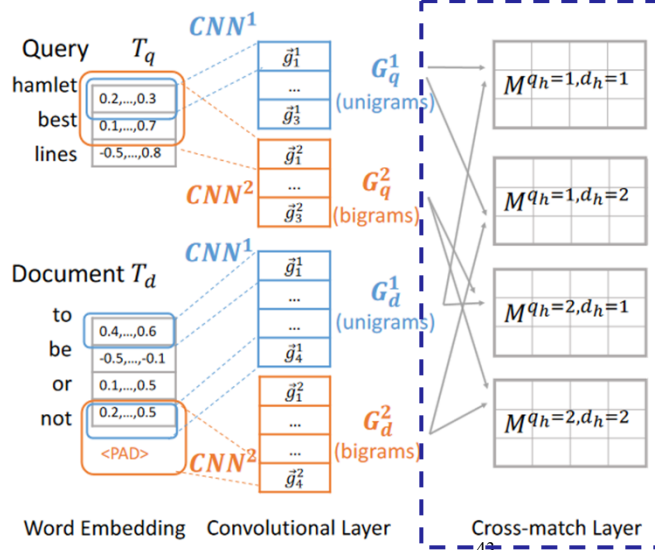 Query T_q
hamlet
best
lines
0.2,...,0.3
0.1,...,0.7
-0.5,...,0.8
CNN^1
g⃗_1^1
...
g⃗_3^1
G_q^1
(unigrams)
CNN^2
g⃗_1^2
...
g⃗_3^2
G_q^2
(bigrams)
Document T_d
to
be
or
not
0.4,...,0.6
-0.5,...,-0.1
0.1,...,0.5
0.2,...,0.5
<PAD>
CNN^1
g⃗_1^1
...
...
g⃗_4^1
G_d^1
(unigrams)
CNN^2
g⃗_1^2
...
...
g⃗_4^2
G_d^2
(bigrams)
M^{q_h=1,d_h=1}
M^{q_h=1,d_h=2}
M^{q_h=2,d_h=1}
M^{q_h=2,d_h=2}
Word Embedding Convolutional Layer Cross-match Layer